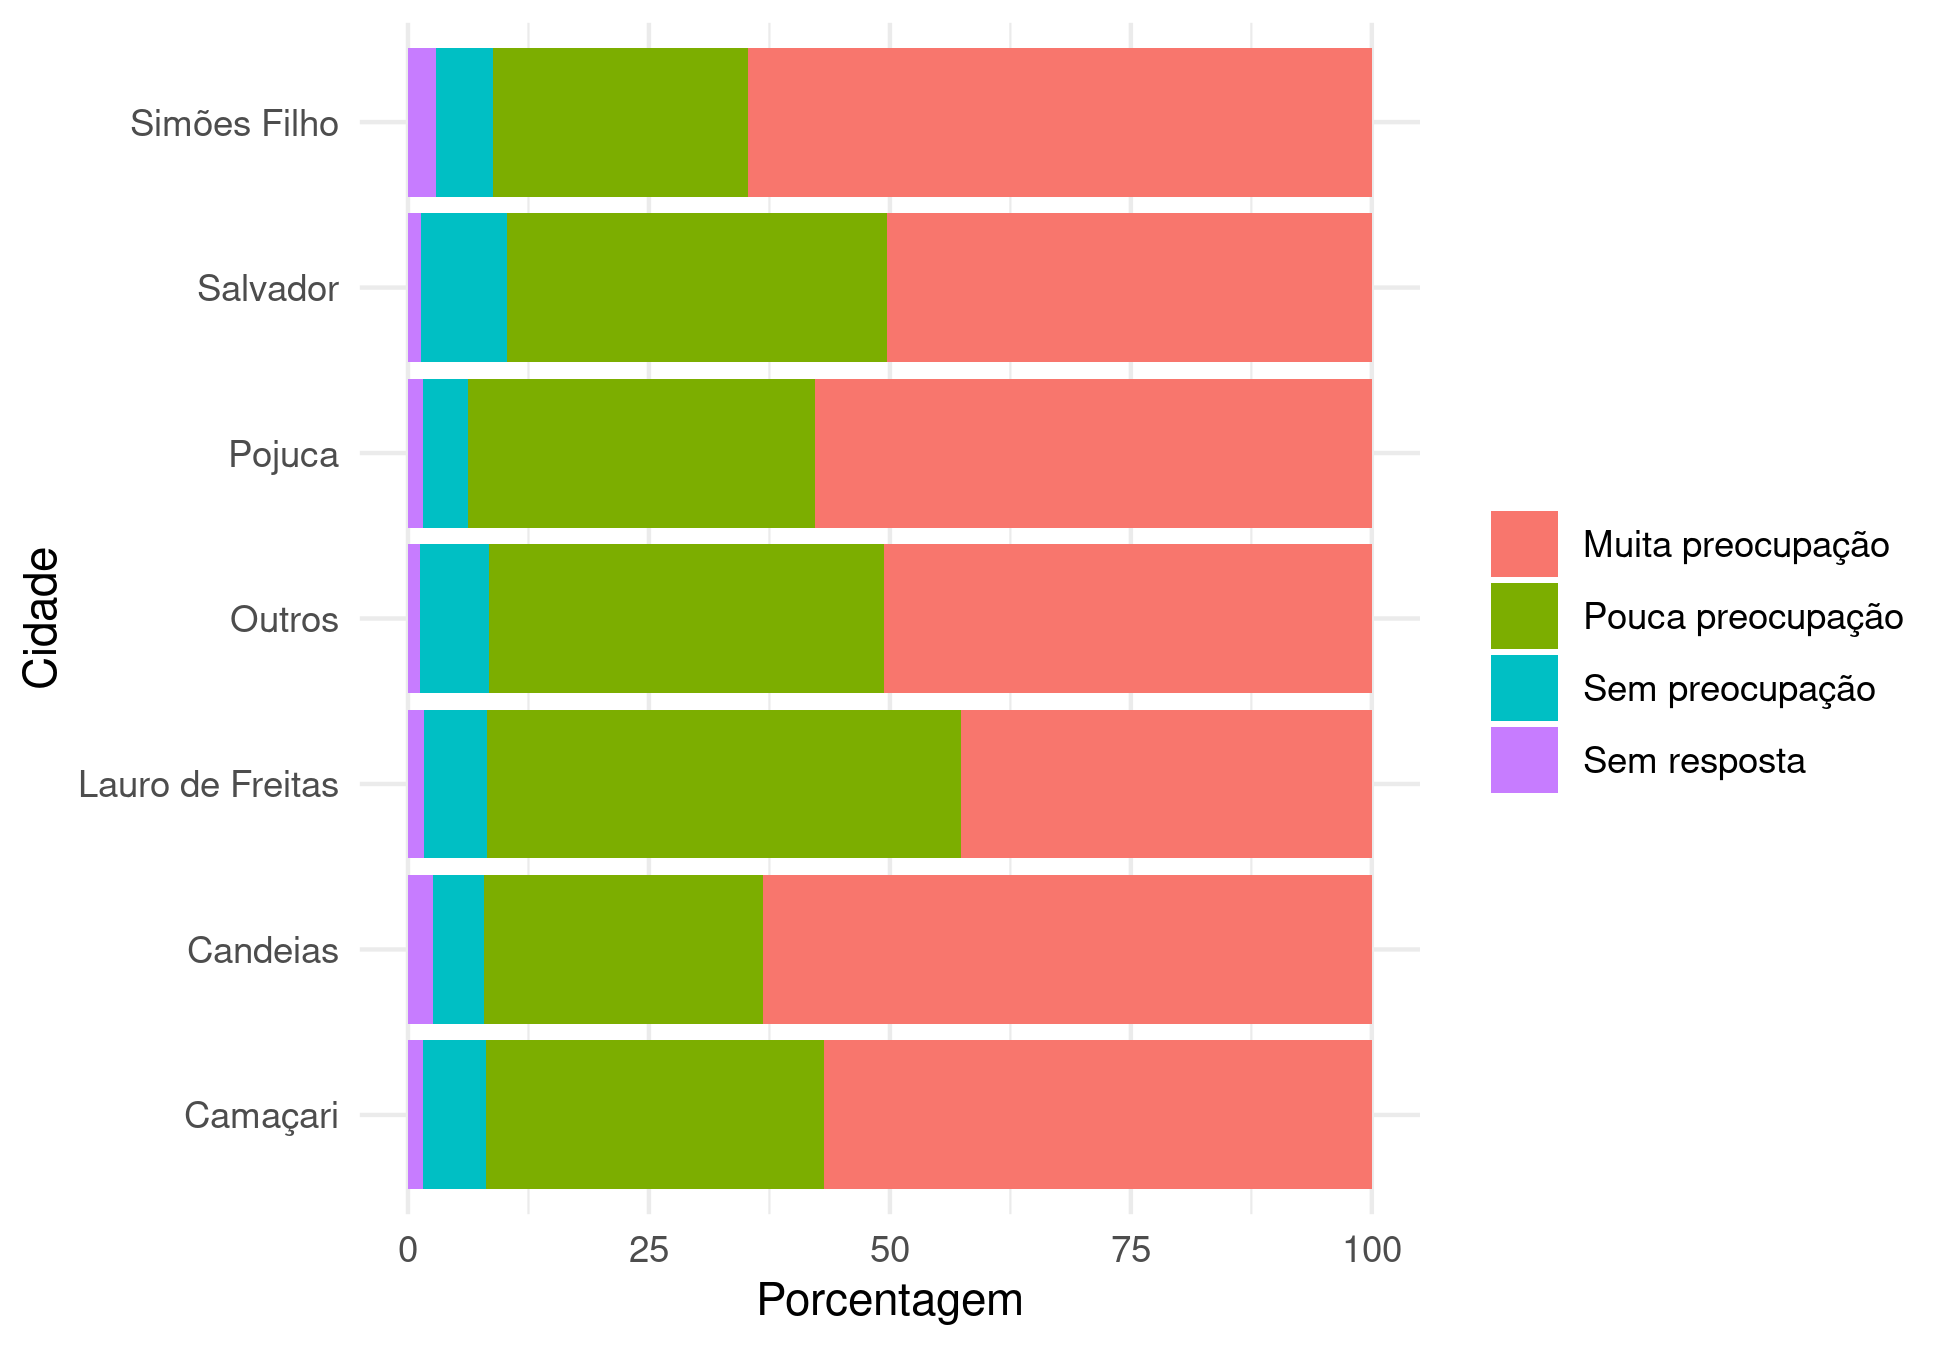 Simões Filho
Salvador
Pojuca
Outros
Lauro de Freitas
Candeias
Camaçari
Cidade
0 25 50 75 100
Porcentagem
Muita preocupação
Pouca preocupação
Sem preocupação
Sem resposta